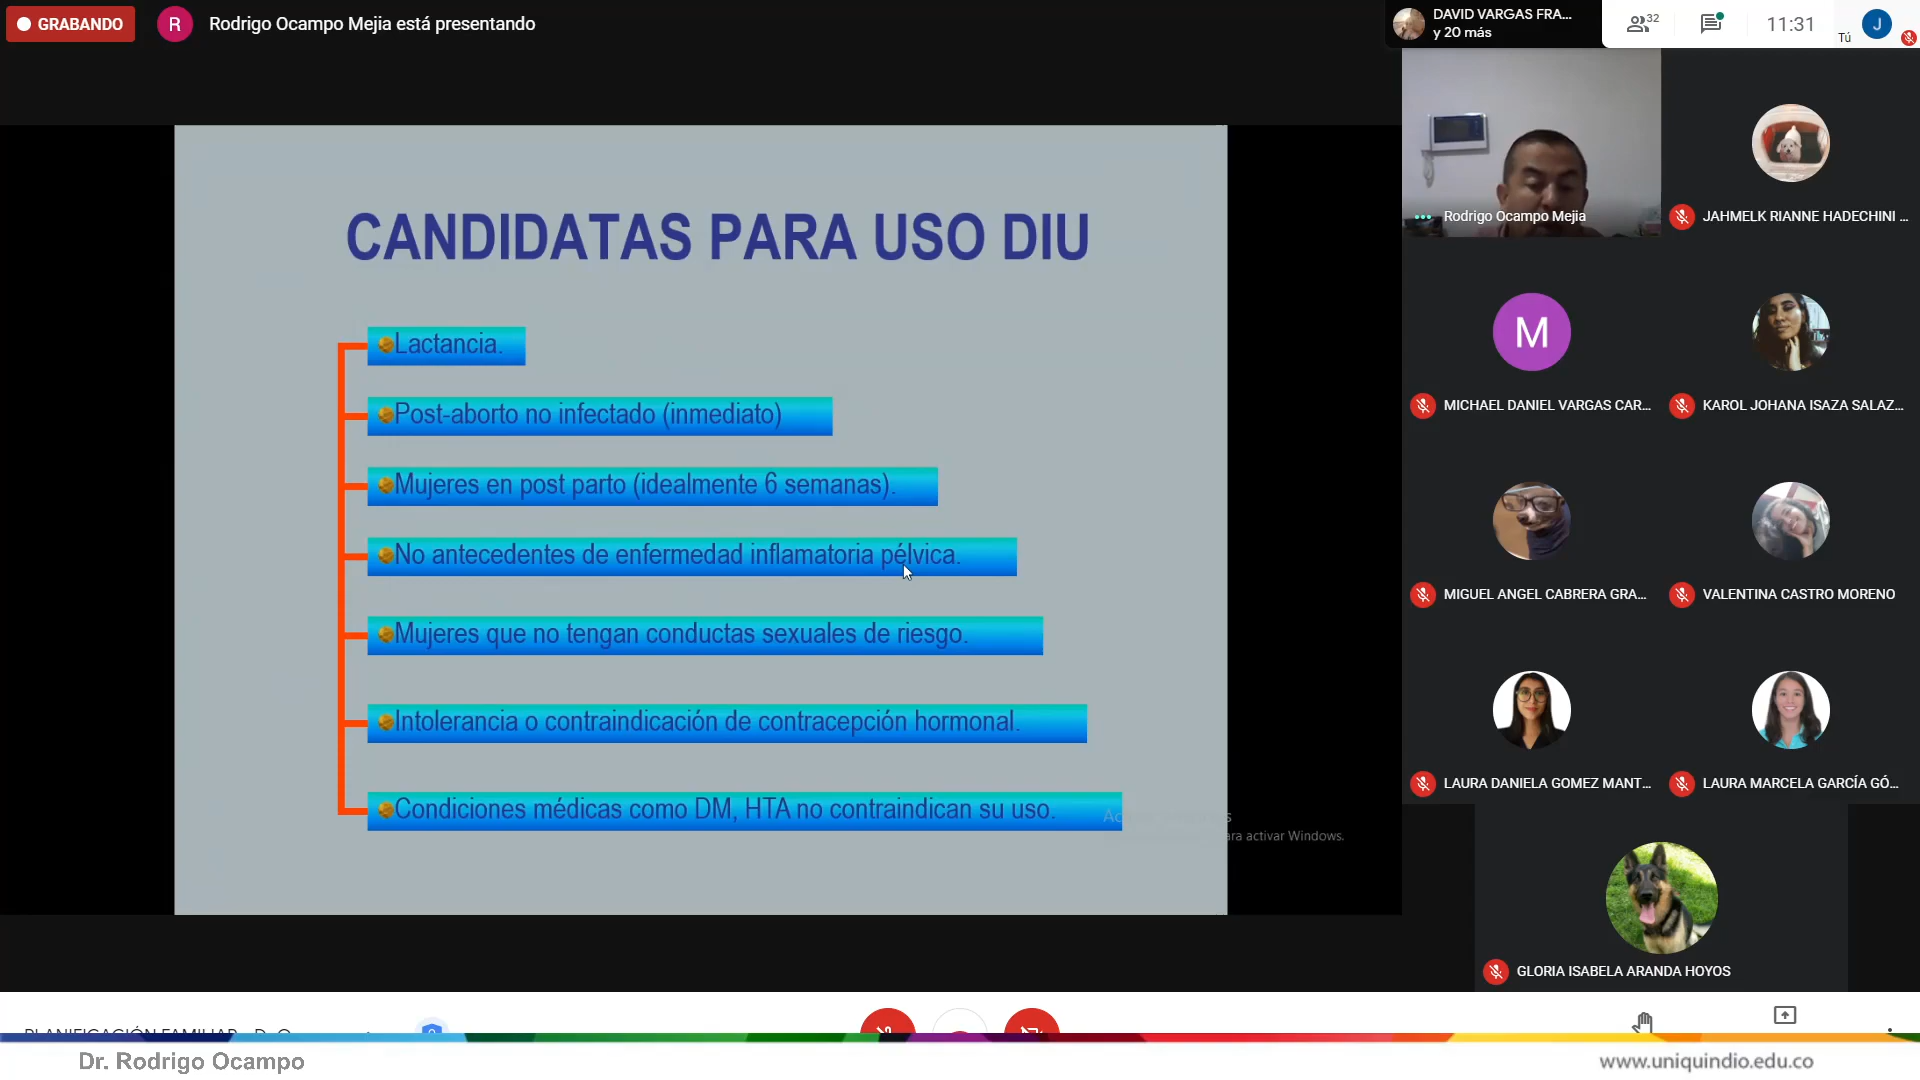 GRABANDO
R
Rodrigo Ocampo Mejia está presentando
DAVID VARGAS FRA...
y 20 más
32
11:31
Tú
J
CANDIDATAS PARA USO DIU
Lactancia.
Post-aborto no infectado (inmediato)
Mujeres en post parto (idealmente 6 semanas).
No antecedentes de enfermedad inflamatoria pélvica.
Mujeres que no tengan conductas sexuales de riesgo.
Intolerancia o contraindicación de contracepción hormonal.
Condiciones médicas como DM, HTA no contraindican su uso.
ara activar Windows.
Rodrigo Ocampo Mejia
JAHMELK RIANNE HADECHINI ...
M
MICHAEL DANIEL VARGAS CAR...
KAROL JOHANA ISAZA SALAZ...
MIGUEL ANGEL CABRERA GRA...
VALENTINA CASTRO MORENO
LAURA DANIELA GOMEZ MANT...
LAURA MARCELA GARCÍA GÓ...
GLORIA ISABELA ARANDA HOYOS
PLANIFICACIÓN FAMILIAR
Dr. Rodrigo Ocampo
www.uniquindio.edu.co